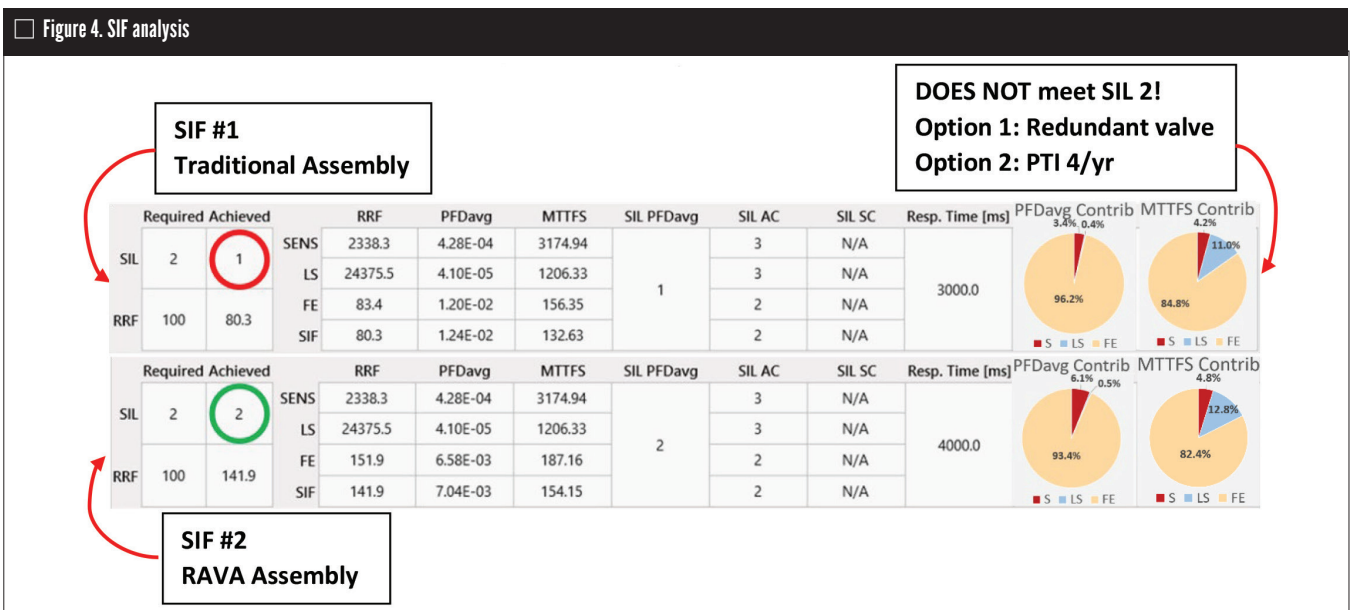 Figure 4. SIF analysis
SIF #1
Traditional Assembly
DOES NOT meet SIL 2!
Option 1: Redundant valve
Option 2: PTI 4/yr
Required Achieved RRF PFDavg MTTFS SIL PFDavg SIL AC SIL SC Resp. Time [ms] PFDavg Contrib MTTFS Contrib
SIL 2 1
RRF 100 80.3
SENS 2338.3 4.28E-04 3174.94 3 N/A
LS 24375.5 4.10E-05 1206.33 3 N/A
FE 83.4 1.20E-02 156.35 2 N/A
SIF 80.3 1.24E-02 132.63 2 N/A
1
3000.0
3.4% 0.4%
96.2%
S LS FE
4.2%
11.0%
84.8%
S LS FE
Required Achieved RRF PFDavg MTTFS SIL PFDavg SIL AC SIL SC Resp. Time [ms] PFDavg Contrib MTTFS Contrib
SIL 2 2
RRF 100 141.9
SENS 2338.3 4.28E-04 3174.94 3 N/A
LS 24375.5 4.10E-05 1206.33 3 N/A
FE 151.9 6.58E-03 187.16 2 N/A
SIF 141.9 7.04E-03 154.15 2 N/A
2
4000.0
6.1% 0.5%
93.4%
S LS FE
4.8%
12.8%
82.4%
S LS FE
SIF #2
RAVA Assembly